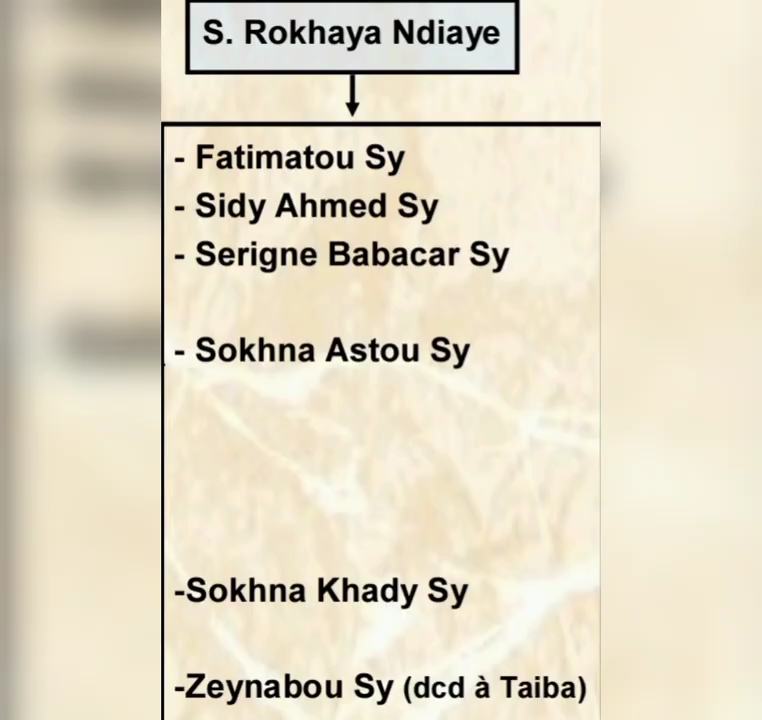 S. Rokhaya Ndiaye
- Fatimatou Sy
- Sidy Ahmed Sy
- Serigne Babacar Sy
- Sokhna Astou Sy
-Sokhna Khady Sy
-Zeynabou Sy (dcd à Taiba)